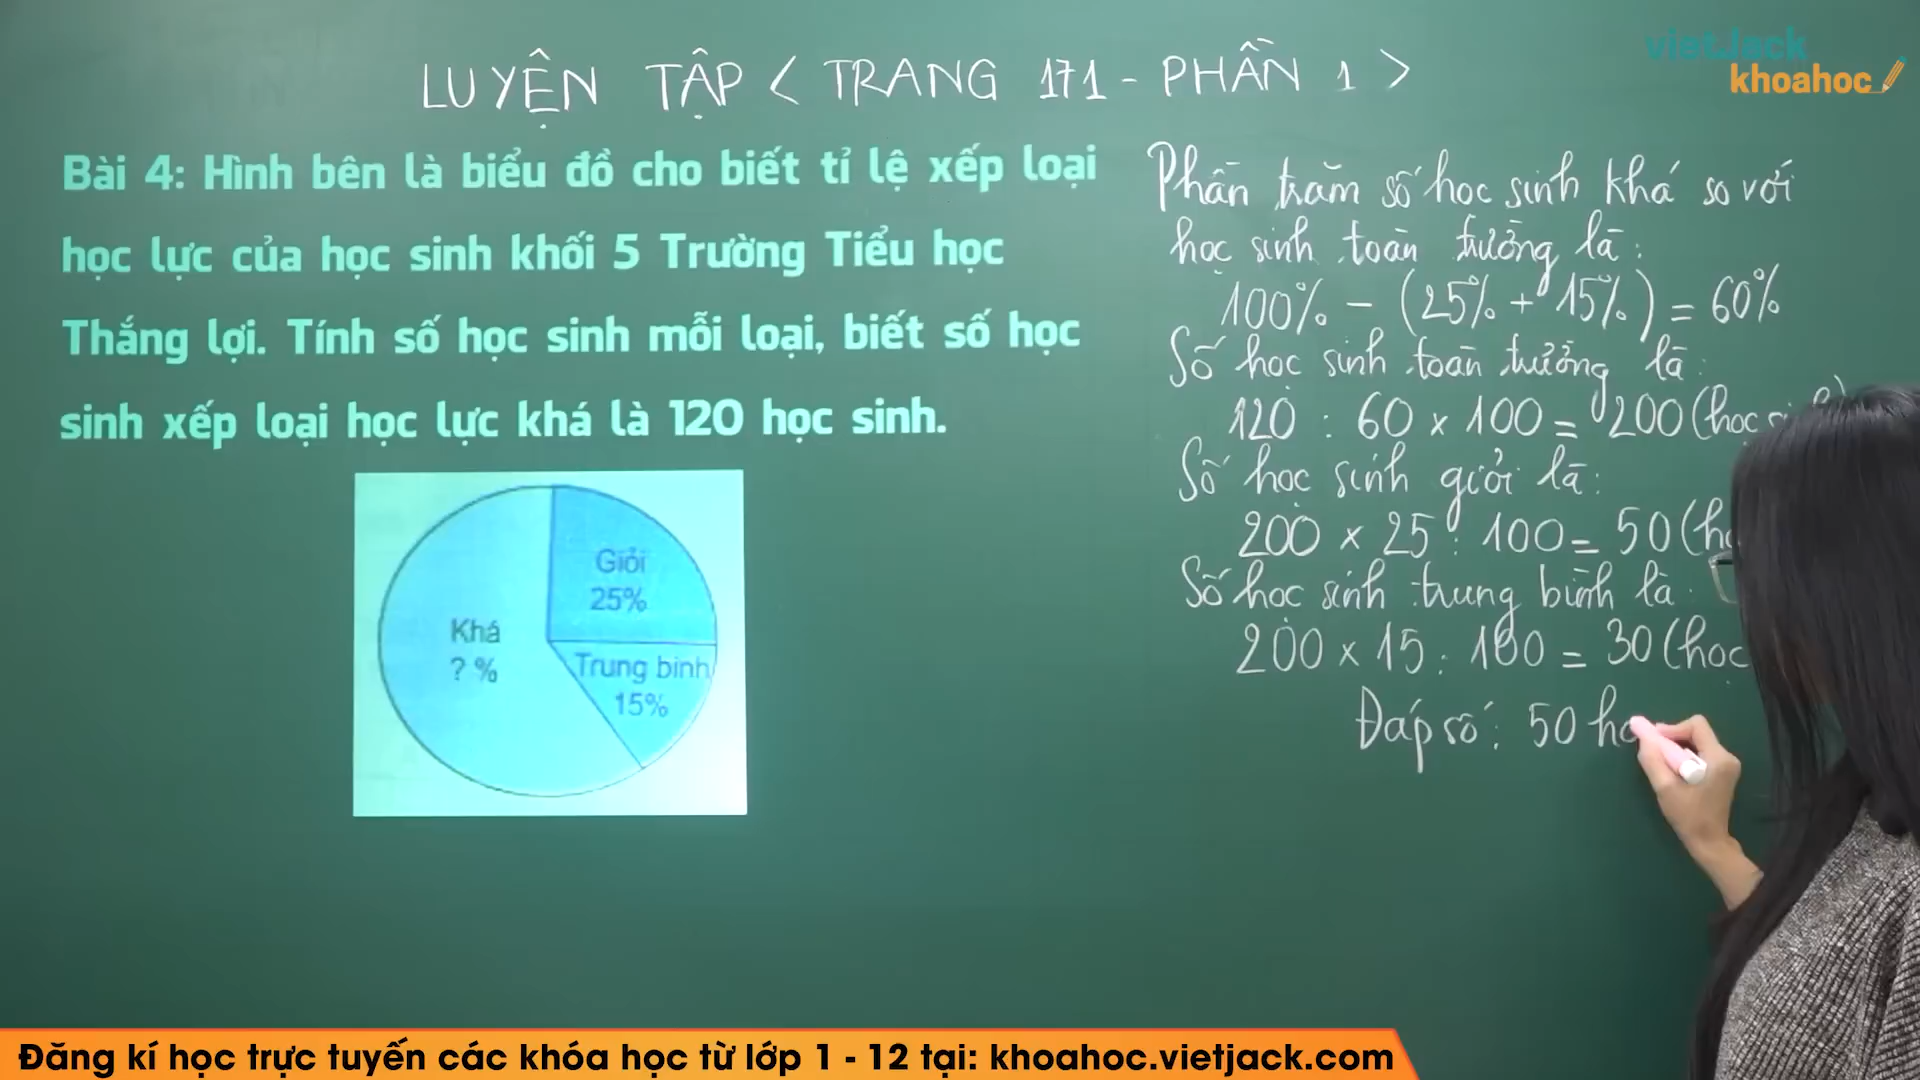 vietJack
khoahoc
LUYỆN TẬP < TRANG 171 - PHẦN 1 >
Bài 4: Hình bên là biểu đồ cho biết tỉ lệ xếp loại
học lực của học sinh khối 5 Trường Tiểu học
Thắng lợi. Tính số học sinh mỗi loại, biết số học
sinh xếp loại học lực khá là 120 học sinh.
Giỏi
25%
Khá
? %
Trung bình
15%
Phần trăm số học sinh khá so với
học sinh toàn trường là:
100% - (25% + 15%) = 60%
Số học sinh toàn trường là:
120 : 60 x 100 = 200 (học
Số học sinh giỏi là:
200 x 25 : 100 = 50 (
Số học sinh trung bình là:
200 x 15 : 100 = 30 (học
Đáp số: 50
Đăng kí học trực tuyến các khóa học từ lớp 1 - 12 tại: khoahoc.vietjack.com